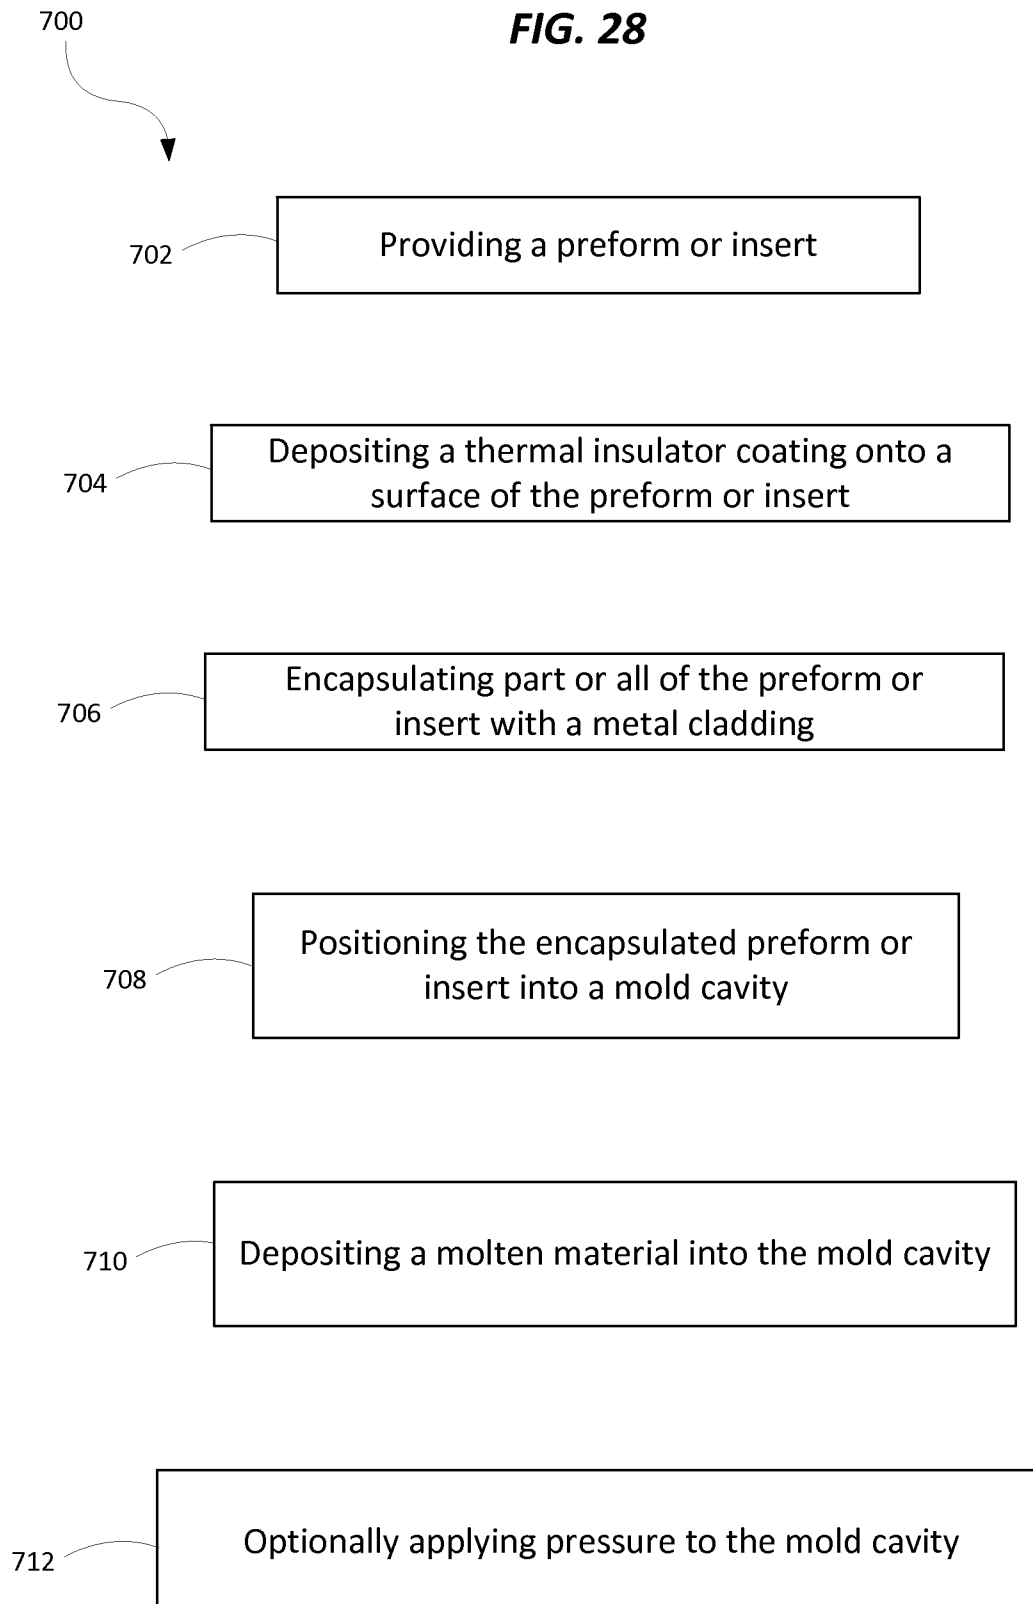 700
FIG. 28
702
Providing a preform or insert
704
Depositing a thermal insulator coating onto a
surface of the preform or insert
706
Encapsulating part or all of the preform or
insert with a metal cladding
708
Positioning the encapsulated preform or
insert into a mold cavity
710
Depositing a molten material into the mold cavity
712
Optionally applying pressure to the mold cavity